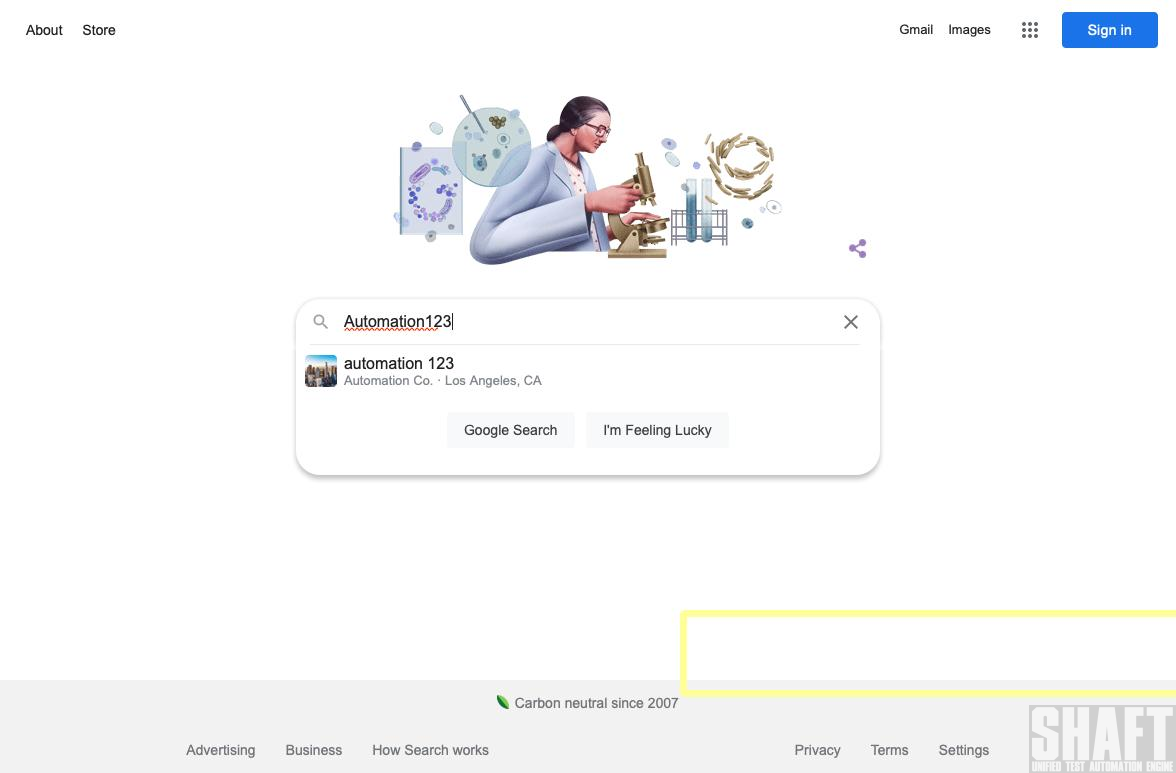 About Store
Gmail Images
Sign in
Automation123
automation 123
Automation Co. · Los Angeles, CA
Google Search
I'm Feeling Lucky
Carbon neutral since 2007
Advertising Business How Search works
Privacy Terms Settings
SHAFT
UNIFIED TEST AUTOMATION ENGINE